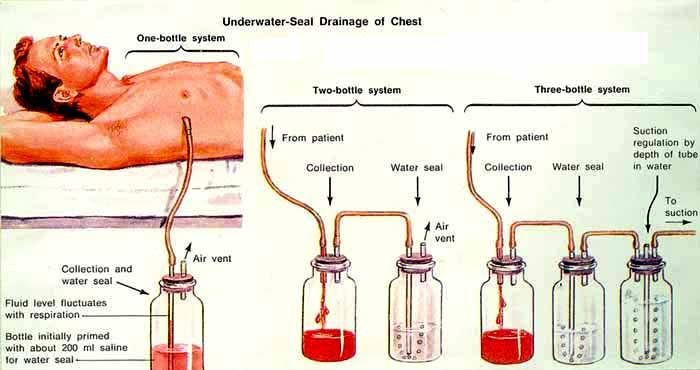 Underwater-Seal Drainage of Chest
One-bottle system
Two-bottle system
Three-bottle system
From patient
Collection
Water seal
Air
vent
From patient
Collection
Water seal
Suction
regulation by
depth of tube
in water
To
suction
Air vent
Collection and
water seal
Fluid level fluctuates
with respiration
Bottle initially primed
with about 200 ml saline
for water seal